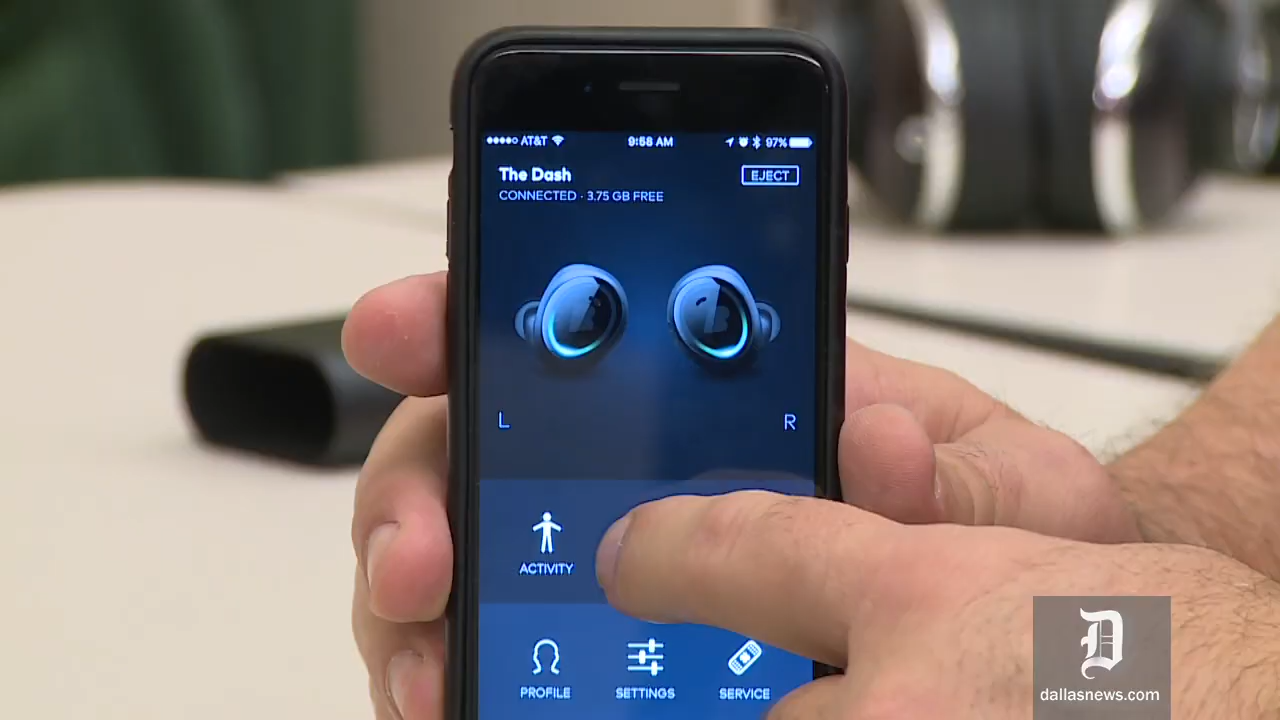 AT&T 9:58 AM 97%
The Dash
EJECT
CONNECTED · 3.75 GB FREE
L R
ACTIVITY
PROFILE SETTINGS SERVICE
D
dallasnews.com